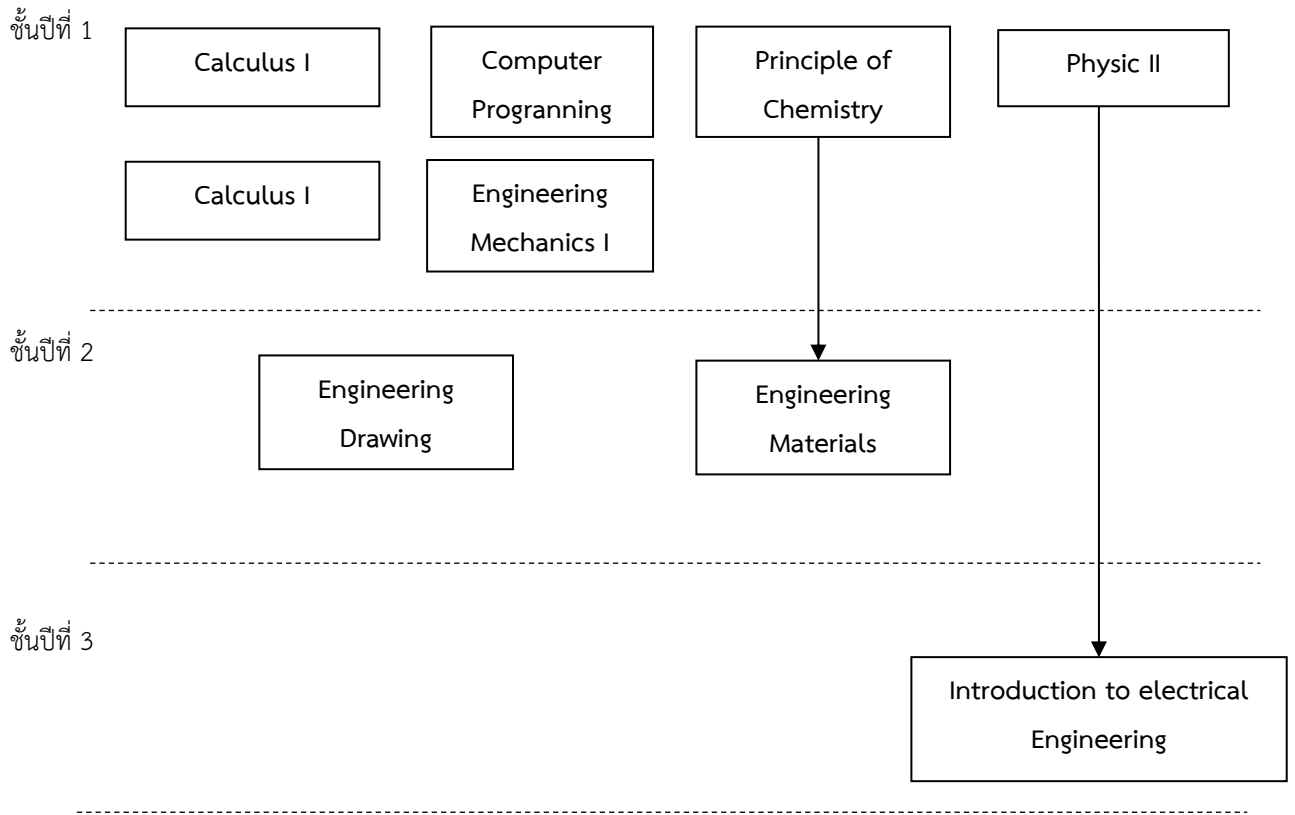 ชั้นปีที่ 1
Calculus I
Computer
Progranning
Principle of
Chemistry
Physic II
Calculus I
Engineering
Mechanics I
ชั้นปีที่ 2
Engineering
Drawing
Engineering
Materials
ชั้นปีที่ 3
Introduction to electrical
Engineering